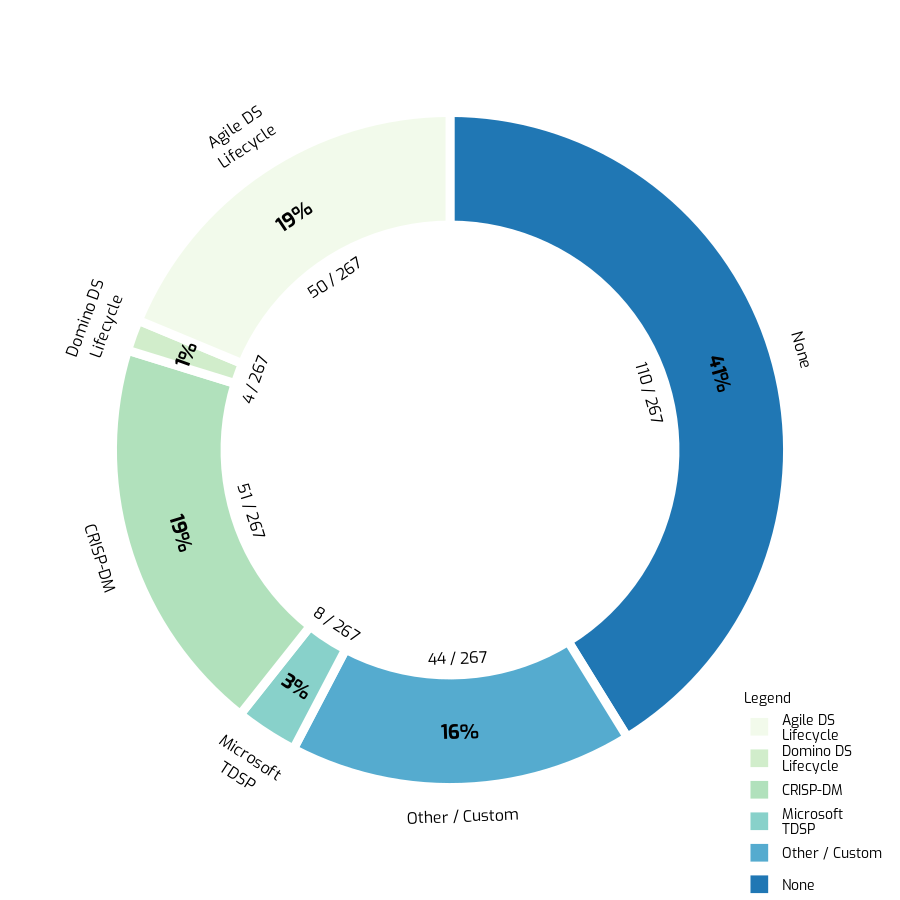 Agile DS
Lifecycle
19%
50 / 267
Domino DS
Lifecycle
1%
4 / 267
None
41%
110 / 267
CRISP-DM
19%
51 / 267
8 / 267
3%
Microsoft
TDSP
44 / 267
16%
Other / Custom
Legend
Agile DS
Lifecycle
Domino DS
Lifecycle
CRISP-DM
Microsoft
TDSP
Other / Custom
None